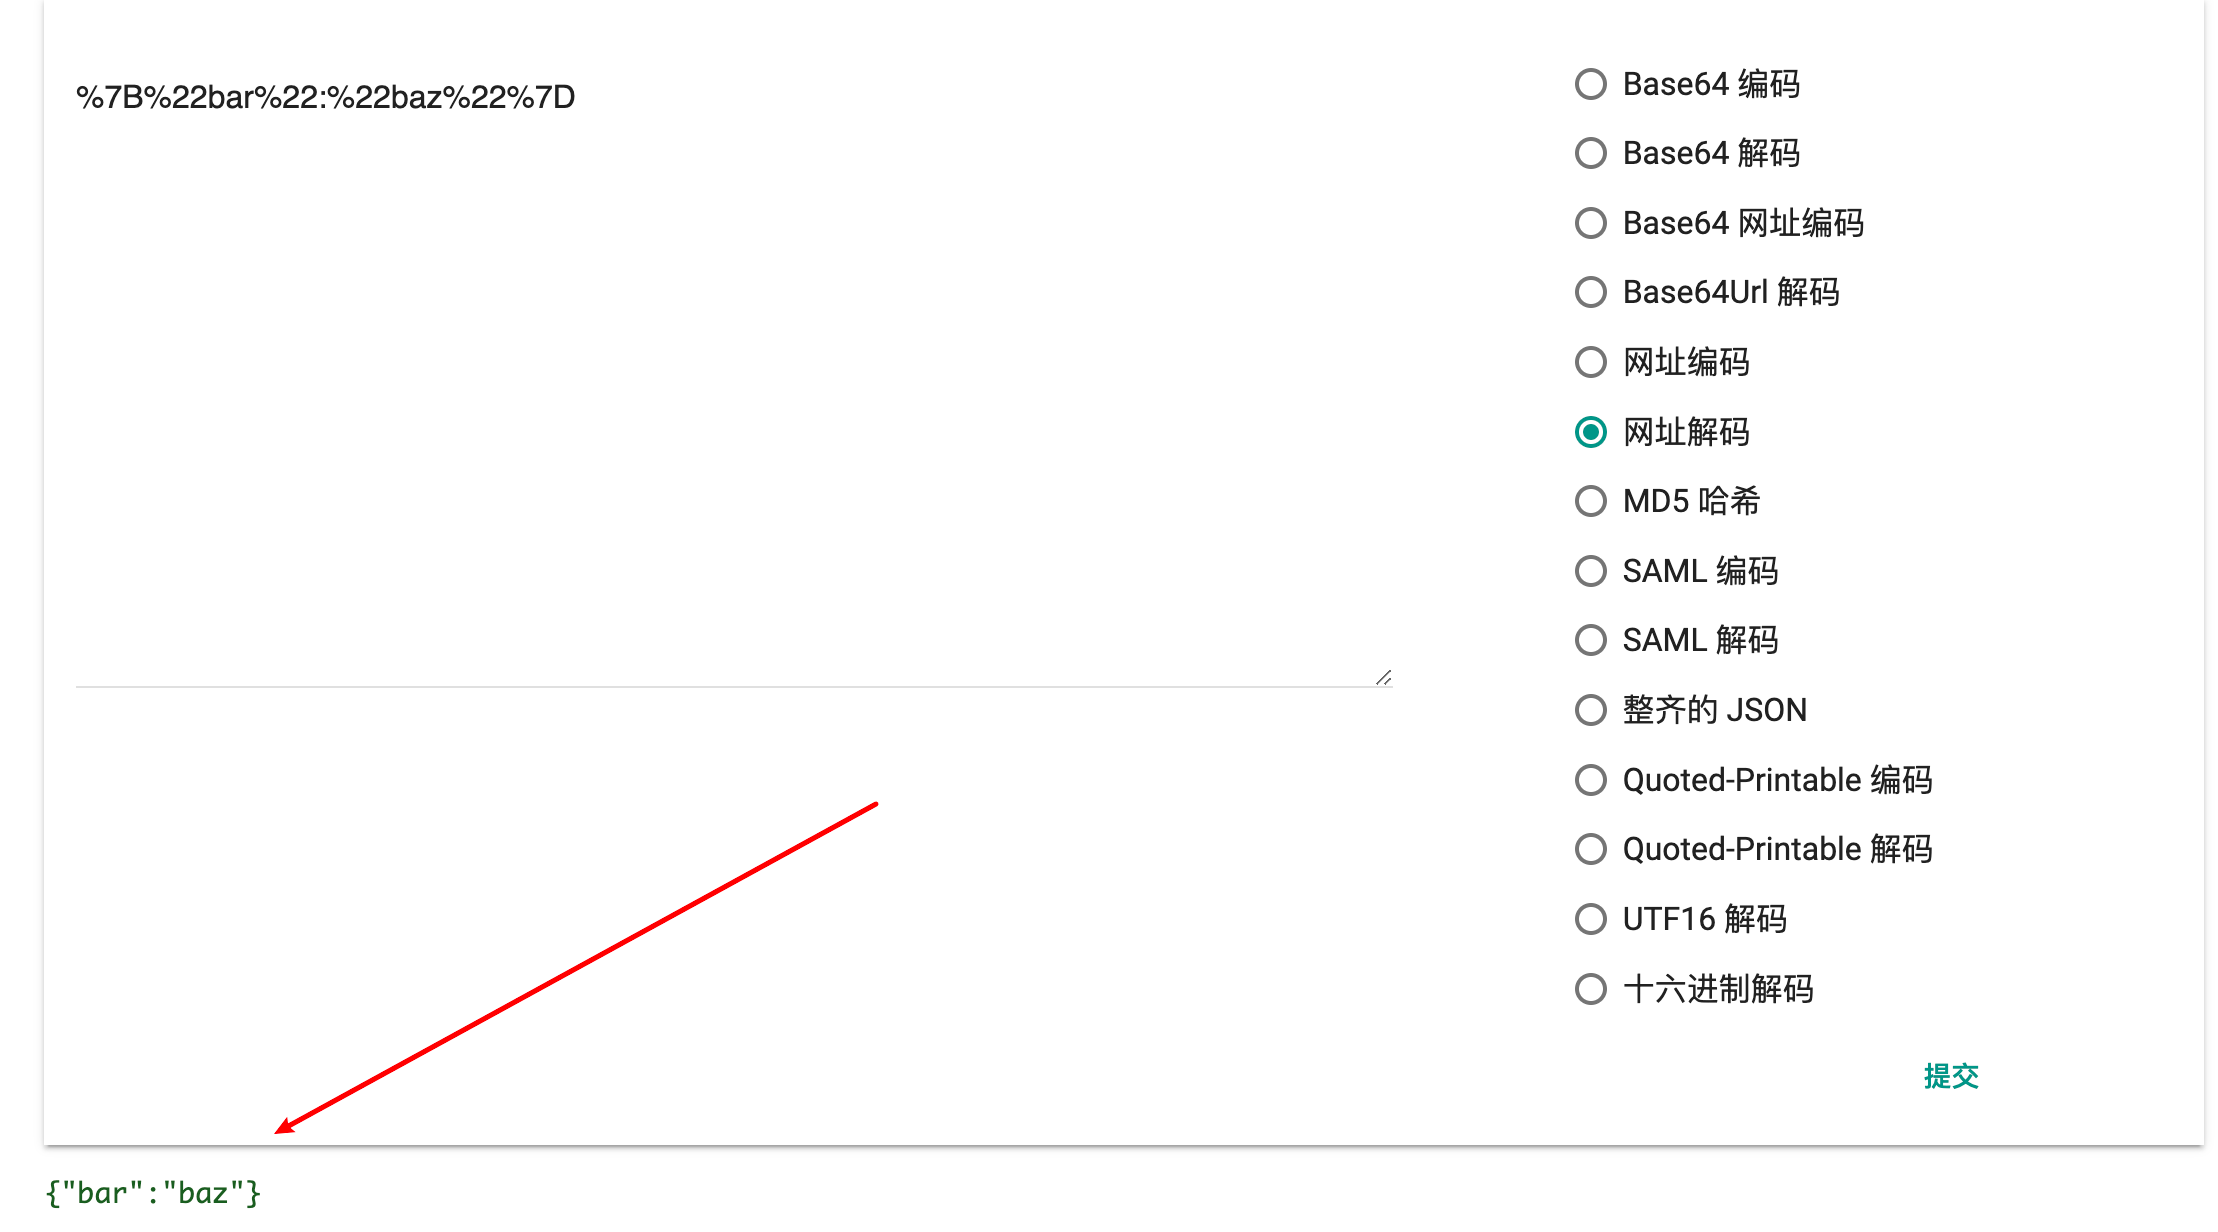 %7B%22bar%22:%22baz%22%7D
Base64 编码
Base64 解码
Base64 网址编码
Base64Url 解码
网址编码
网址解码
MD5 哈希
SAML 编码
SAML 解码
整齐的 JSON
Quoted-Printable 编码
Quoted-Printable 解码
UTF16 解码
十六进制解码
提交
{"bar":"baz"}